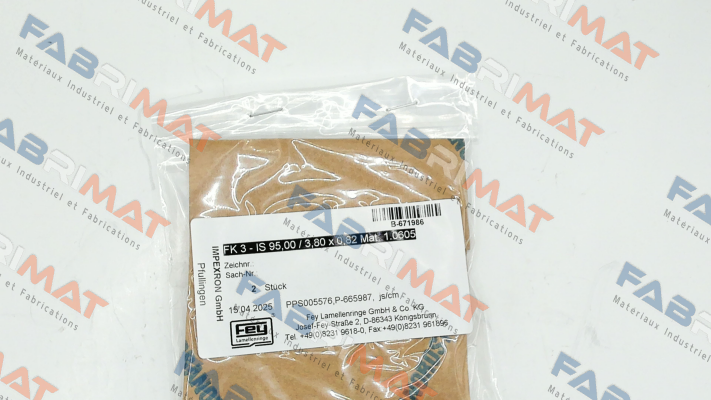 B-671986
FK 3 - IS 95,00 / 3,80 x 0,82 Mat. 1.0605
Zeichnr.:
Sach-Nr.
2 Stück
15.04.2025 PPS005576,P-665987, js/cm
IMPEXRON GmbH
Pfullingen
Fey
Lamellenringe
Fey Lamellenringe GmbH & Co. KG
Josef-Fey-Straße 2, D-86343 Königsbrunn,
Tel. +49(0)8231 9618-0, Fax +49(0)8231 961896
FABRIMAT
Materiaux Industriel et Fabrications